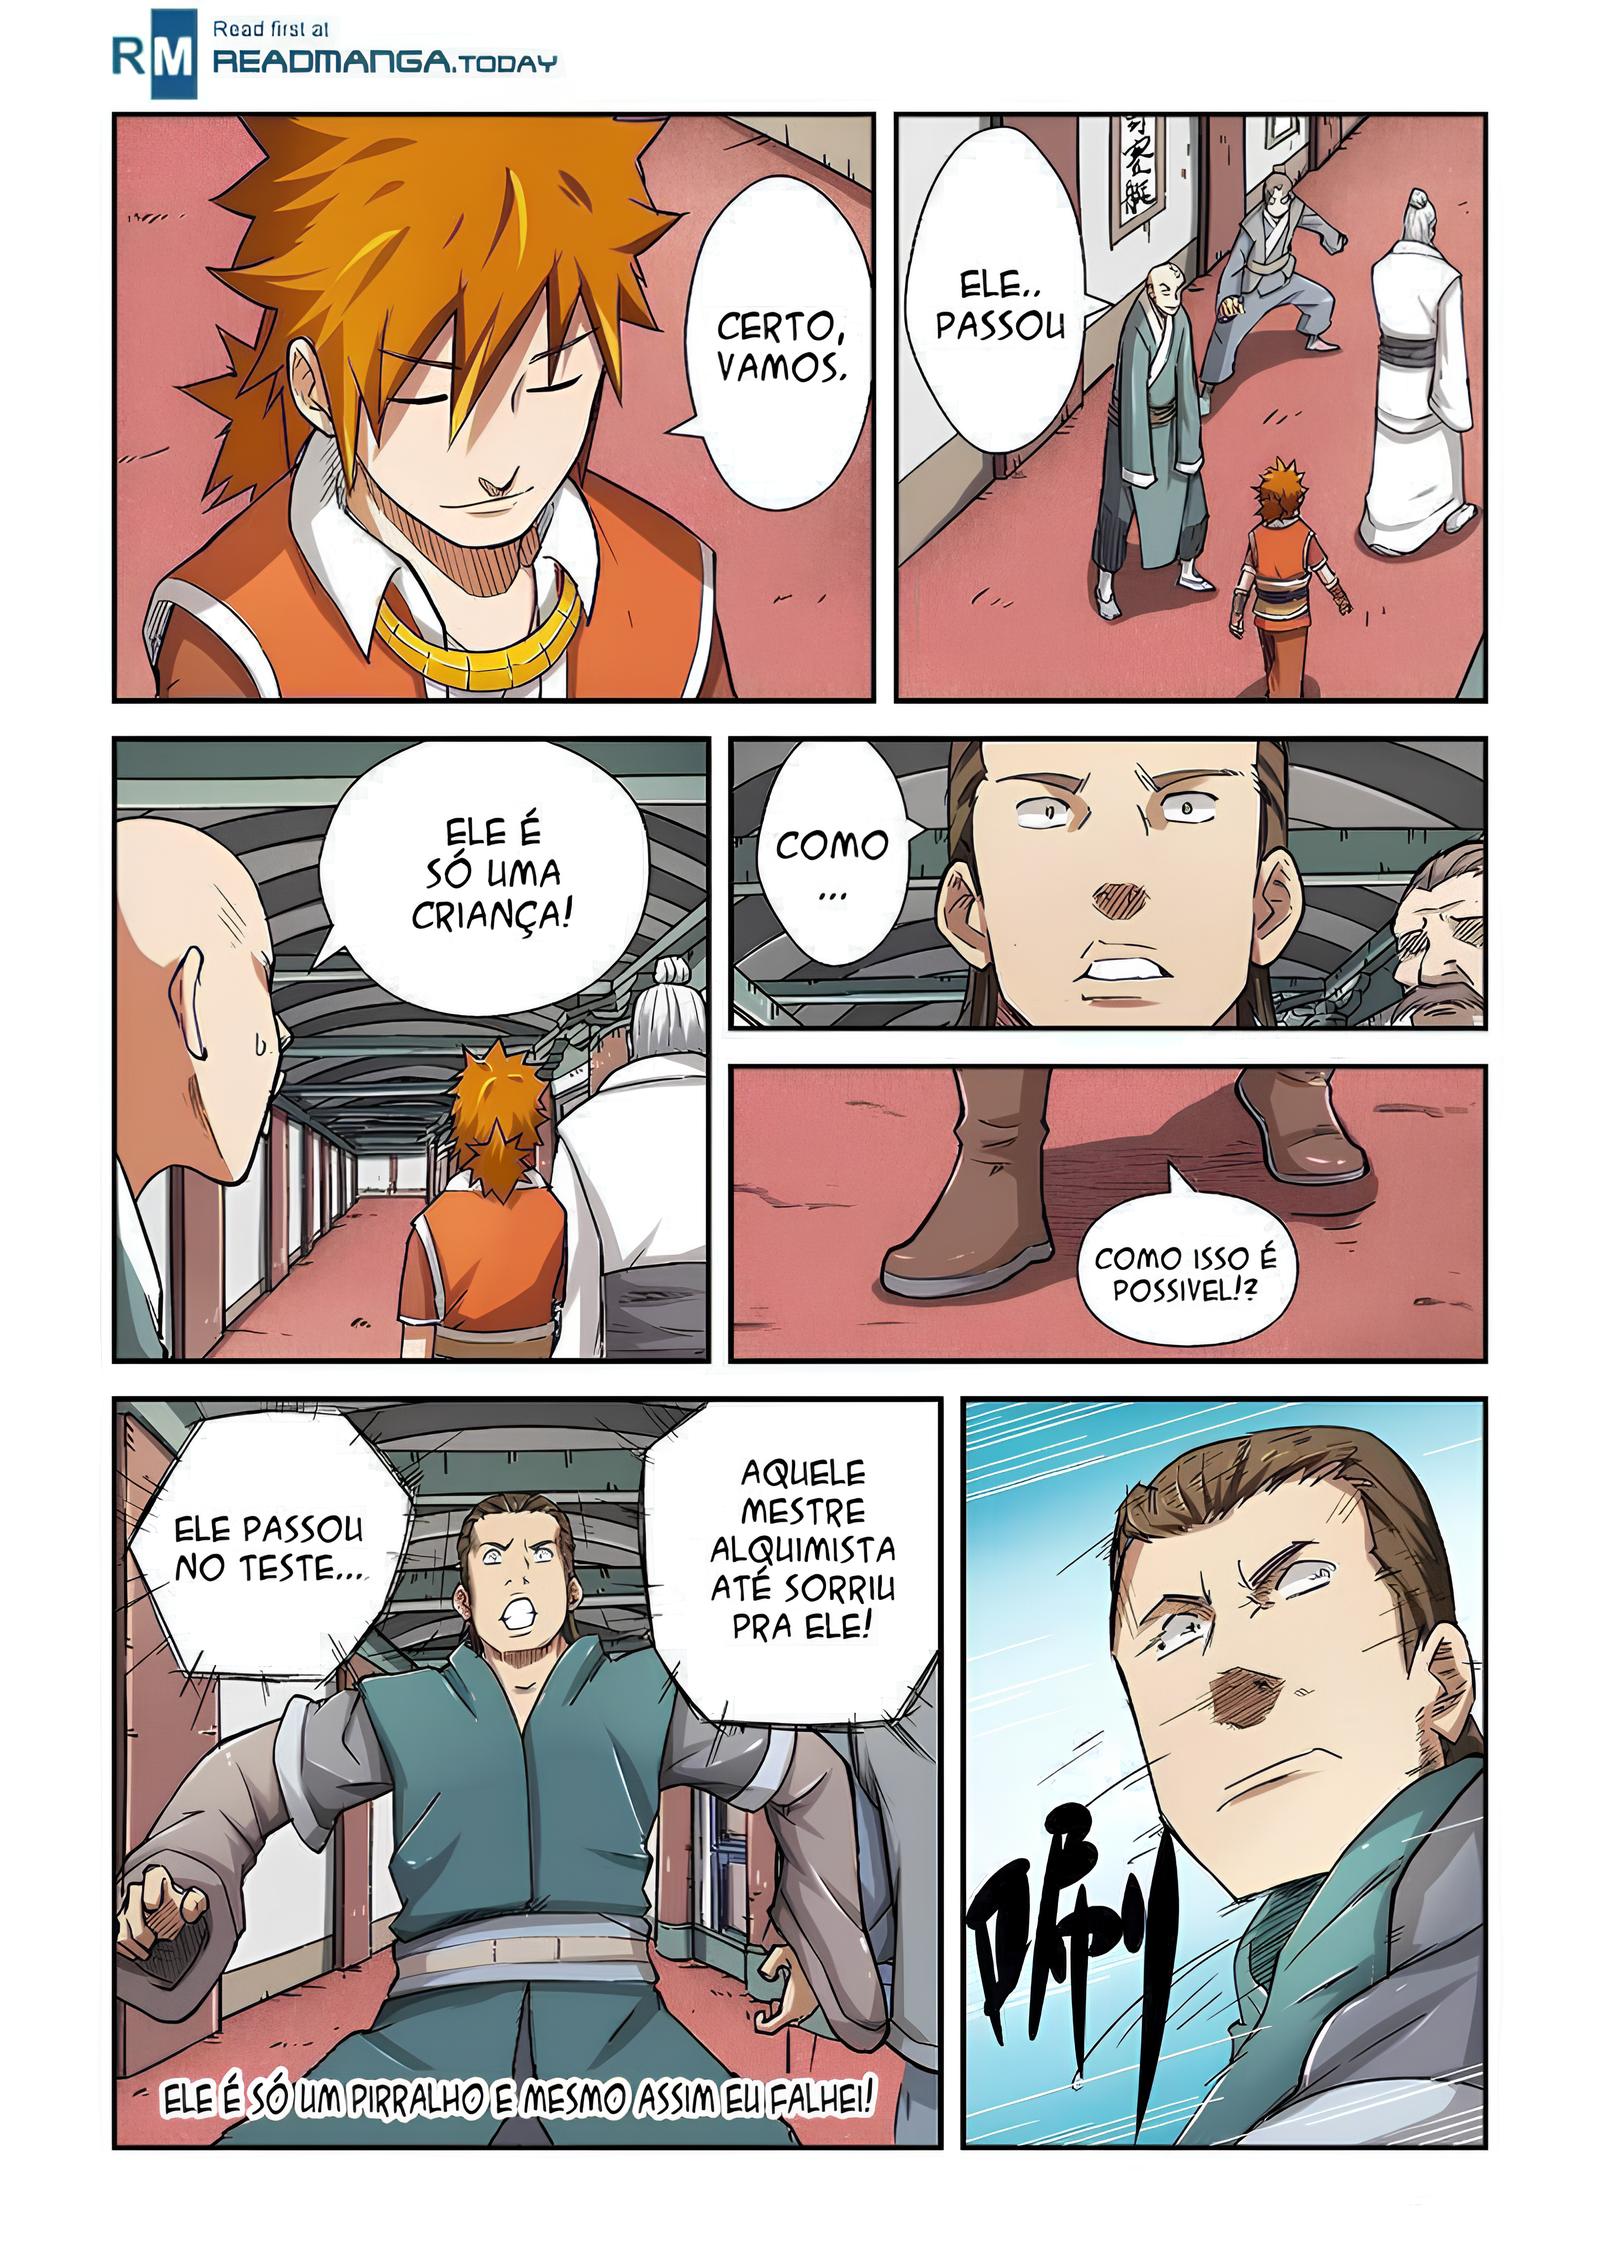 Read first at
RM READMANGA.TODAY
CERTO,
VAMOS.
ELE..
PASSOU
ELE É
SÓ UMA
CRIANÇA!
COMO
...
COMO ISSO É
POSSIVEL!?
ELE PASSOU
NO TESTE...
AQUELE
MESTRE
ALQUIMISTA
ATÉ SORRIU
PRA ELE!
ELE É SÓ UM PIRRALHO E MESMO ASSIM EU FALHEI!